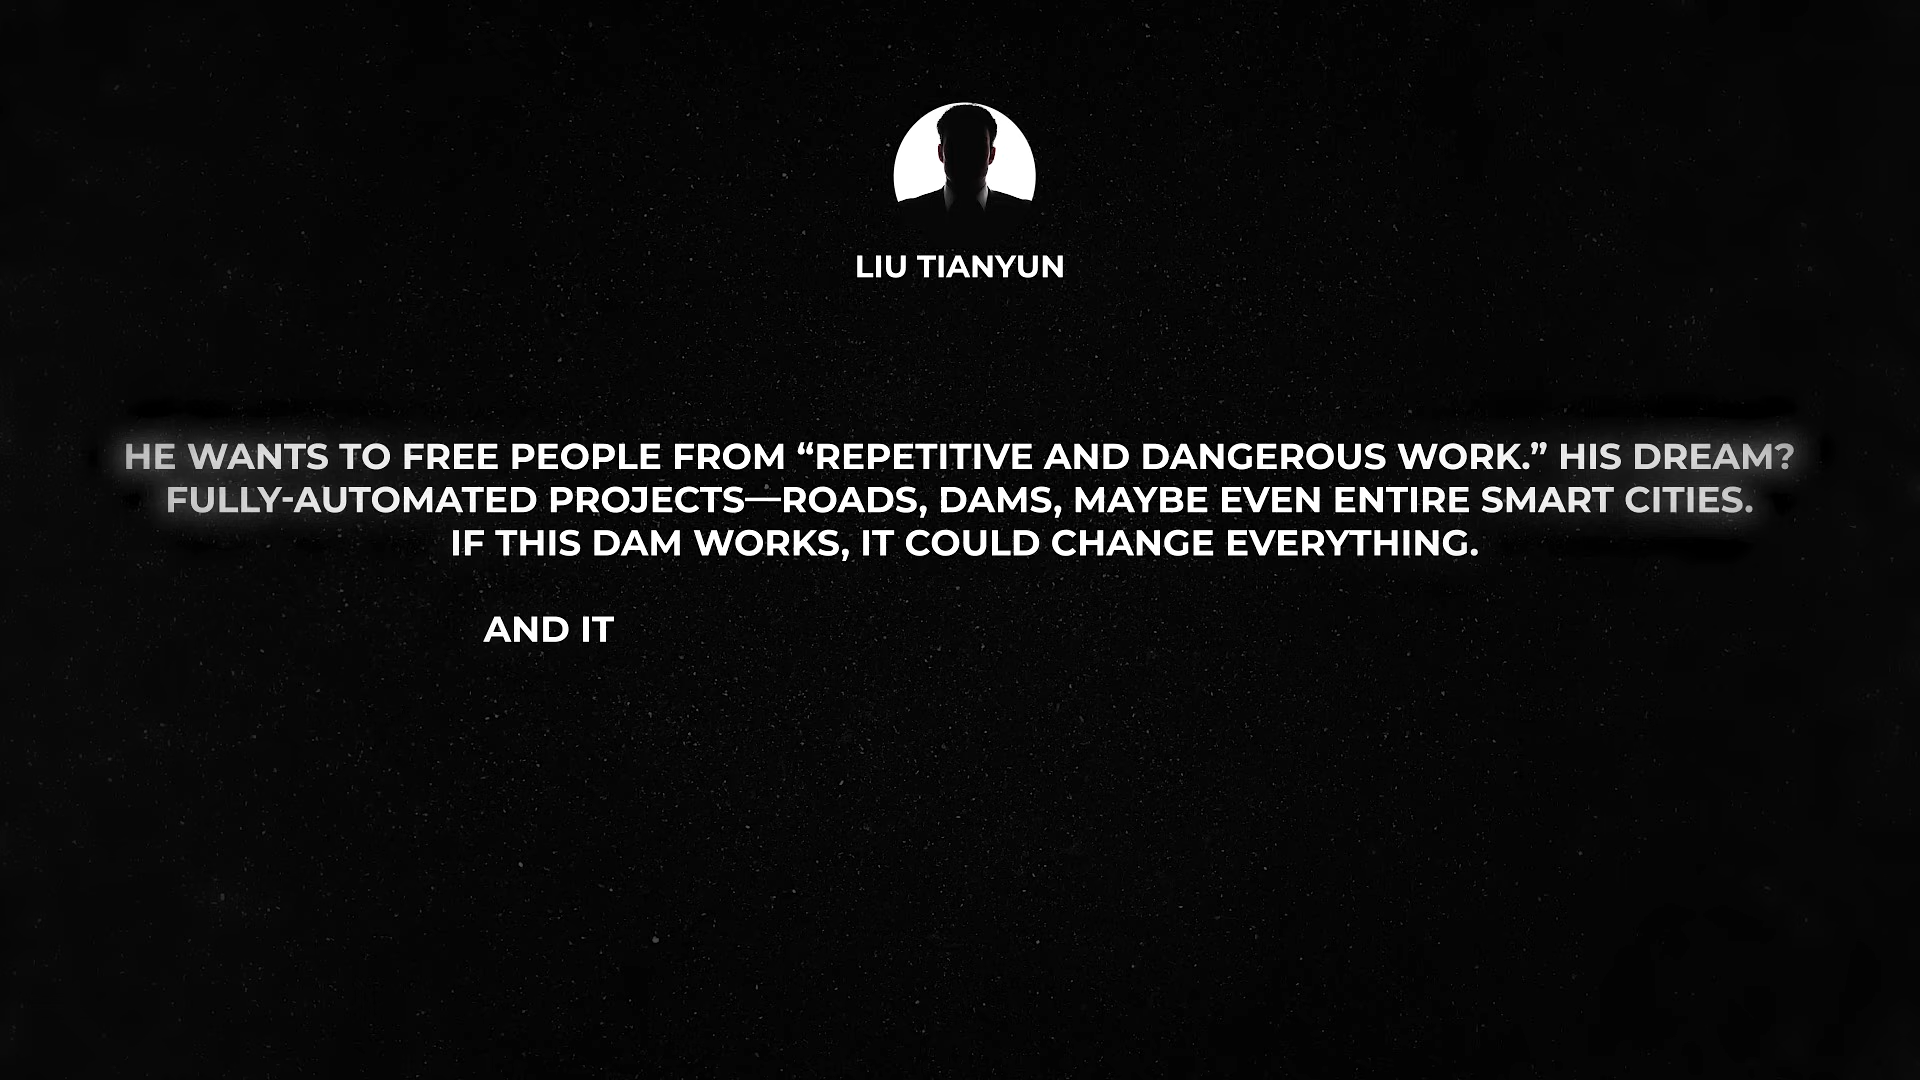 LIU TIANYUN
HE WANTS TO FREE PEOPLE FROM “REPETITIVE AND DANGEROUS WORK.” HIS DREAM?
FULLY-AUTOMATED PROJECTS—ROADS, DAMS, MAYBE EVEN ENTIRE SMART CITIES.
IF THIS DAM WORKS, IT COULD CHANGE EVERYTHING.
AND IT